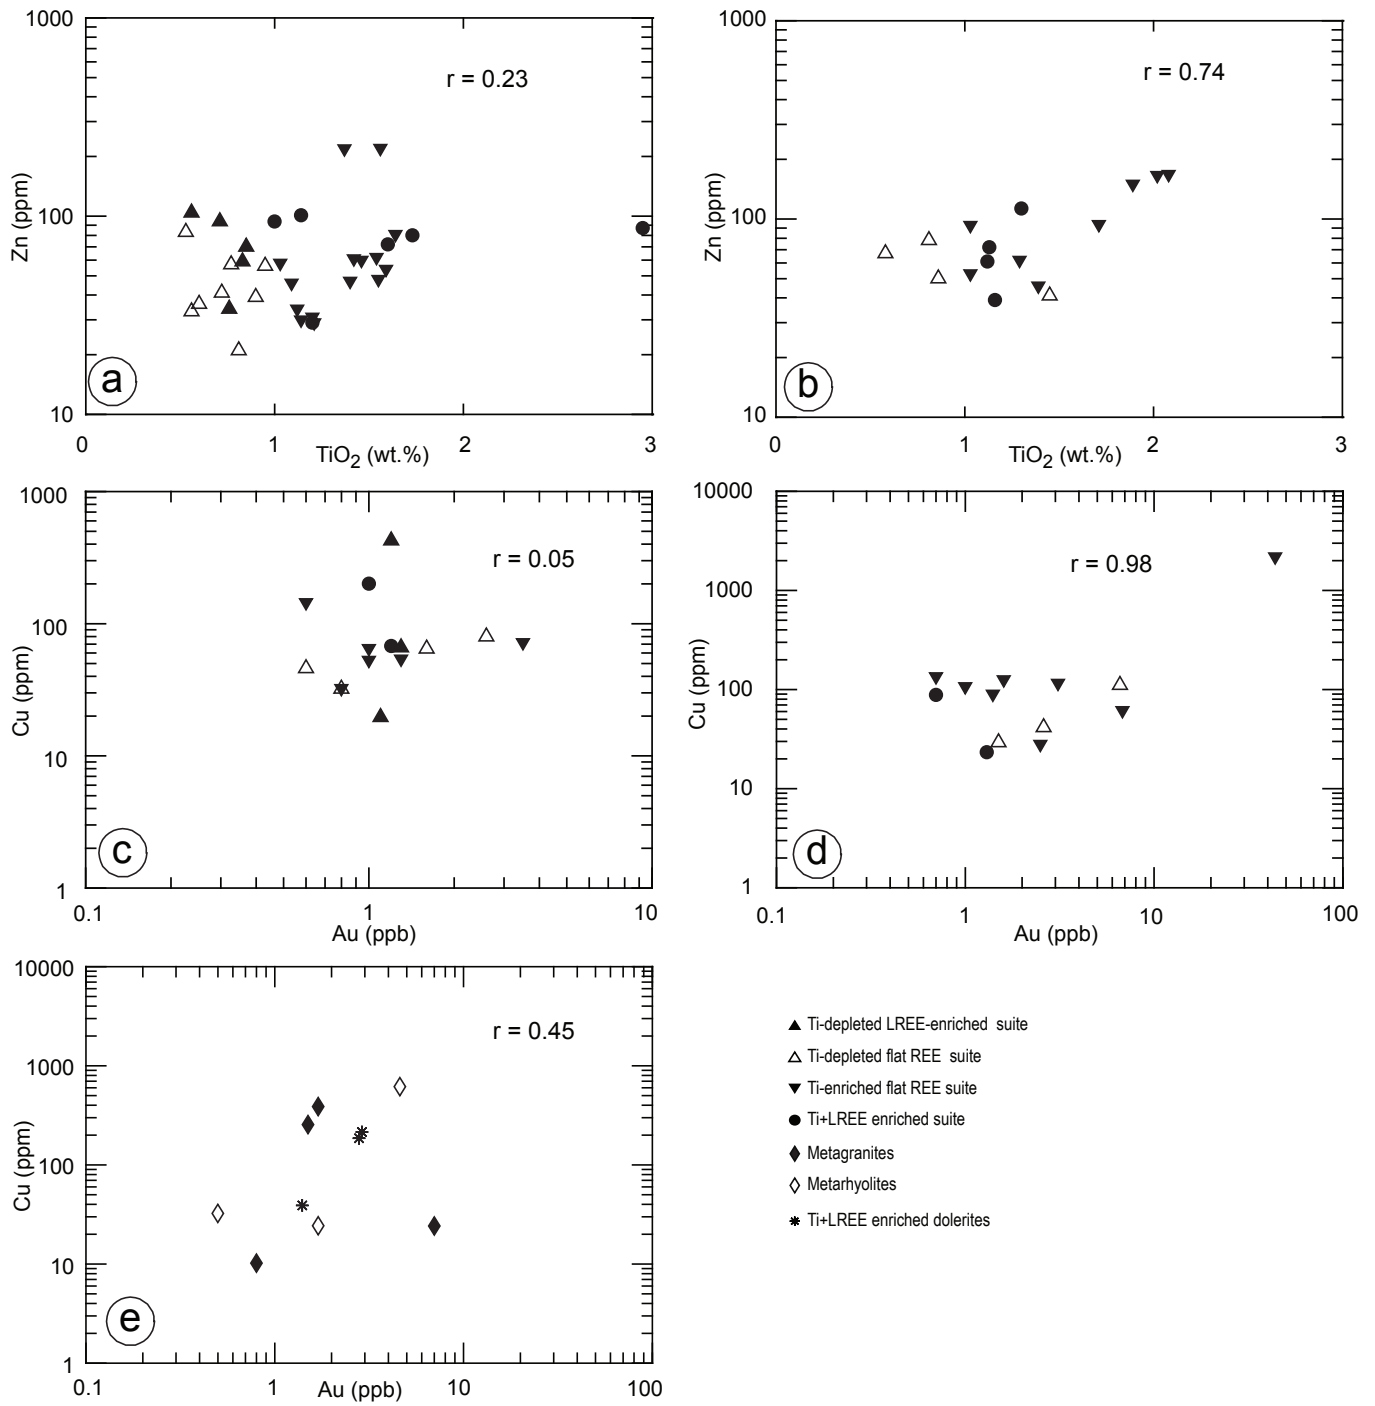 1000
r = 0.23
Zn (ppm)
100
a
10
0
1
2
3
TiO2 (wt.%)
1000
r = 0.74
Zn (ppm)
100
b
10
0
1
2
3
TiO2 (wt.%)
1000
r = 0.05
100
Cu (ppm)
10
c
1
0.1
1
10
Au (ppb)
10000
r = 0.98
1000
Cu (ppm)
100
10
d
1
0.1
1
10
100
Au (ppb)
10000
r = 0.45
1000
Cu (ppm)
100
10
e
1
0.1
1
10
100
Au (ppb)
Ti-depleted LREE-enriched suite
Ti-depleted flat REE suite
Ti-enriched flat REE suite
Ti+LREE enriched suite
Metagranites
Metarhyolites
Ti+LREE enriched dolerites